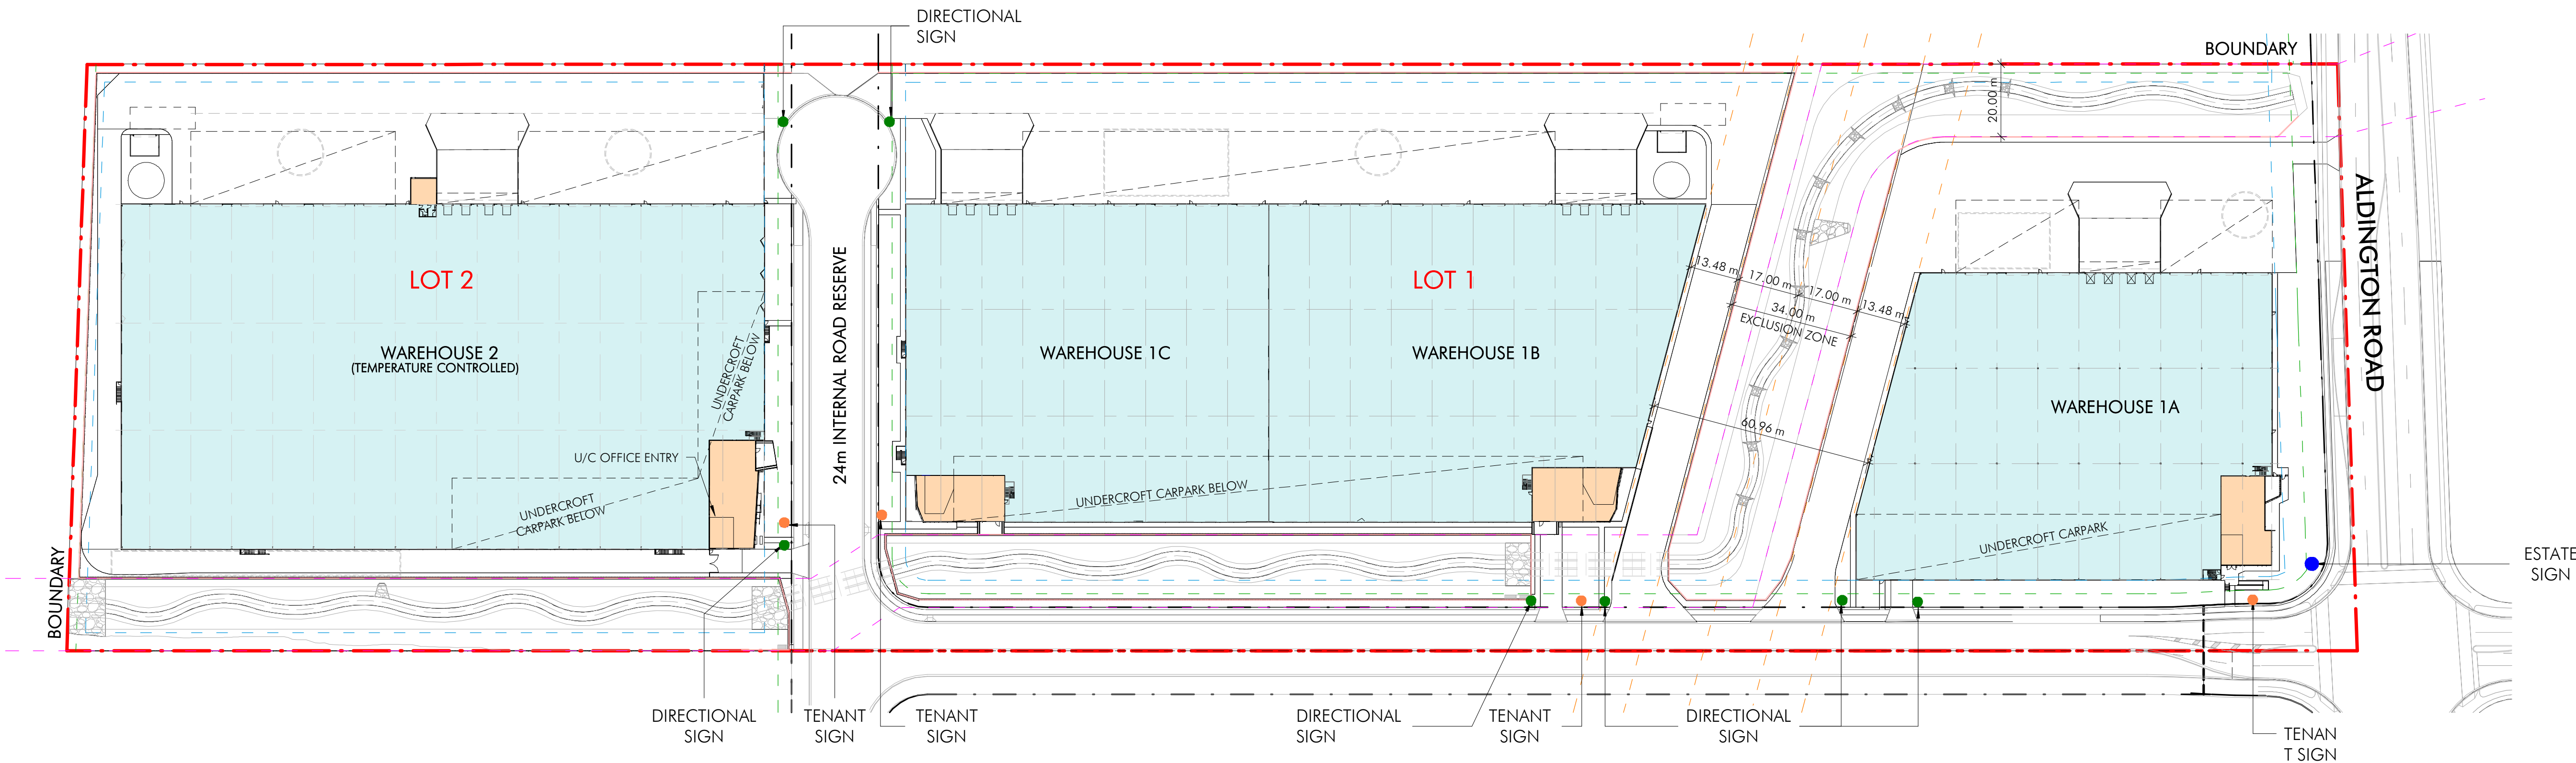 DIRECTIONAL
SIGN
BOUNDARY
20.00 m
ALDINGTON ROAD
LOT 2
24m INTERNAL ROAD RESERVE
LOT 1
13.48 m
17.00 m
17.00 m
13.48 m
34.00 m
EXCLUSION ZONE
WAREHOUSE 2
(TEMPERATURE CONTROLLED)
UNDERCROFT
CARPARK BELOW
WAREHOUSE 1C
WAREHOUSE 1B
WAREHOUSE 1A
60.96 m
U/C OFFICE ENTRY
UNDERCROFT
CARPARK BELOW
UNDERCROFT CARPARK BELOW
UNDERCROFT CARPARK
BOUNDARY
ESTATE
SIGN
DIRECTIONAL
SIGN
TENANT
SIGN
TENANT
SIGN
DIRECTIONAL
SIGN
TENANT
SIGN
DIRECTIONAL
SIGN
TENAN
T SIGN